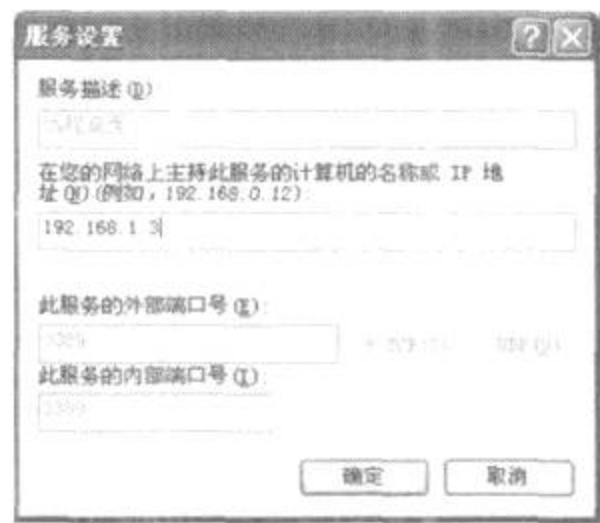 服务设置
服务描述(D)
在您的网络上主持此服务的计算机的名称或 IP 地
址(N)(例如，192.168.0.12):
192.168.1.3
此服务的外部端口号(E):
此服务的内部端口号(I):
3389
确定
取消